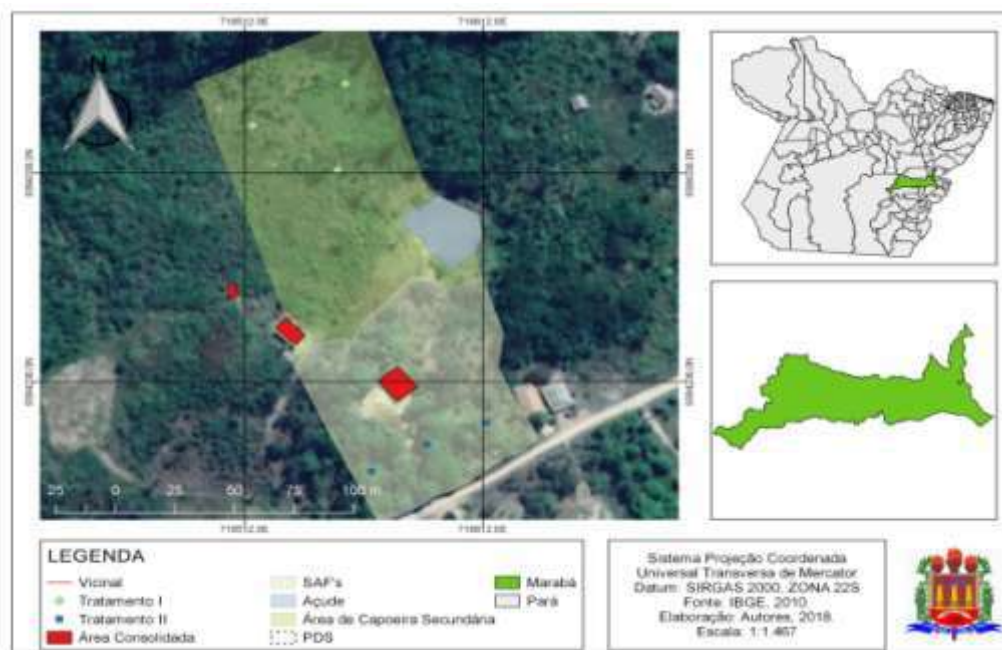 N
25 0 50 75 100 m
LEGENDA
Vicinal
Tratamento I
Tratamento II
Área Consolidada
SAF's
Açude
Área de Capoeira Secundária
PDS
Marabá
Pará
Sistema Projeção Coordenada
Universal Transversa de Mercator
Datum: SIRGAS 2000. ZONA 22S
Fonte: IBGE, 2010.
Elaboração: Autores, 2018.
Escala: 1:1.467